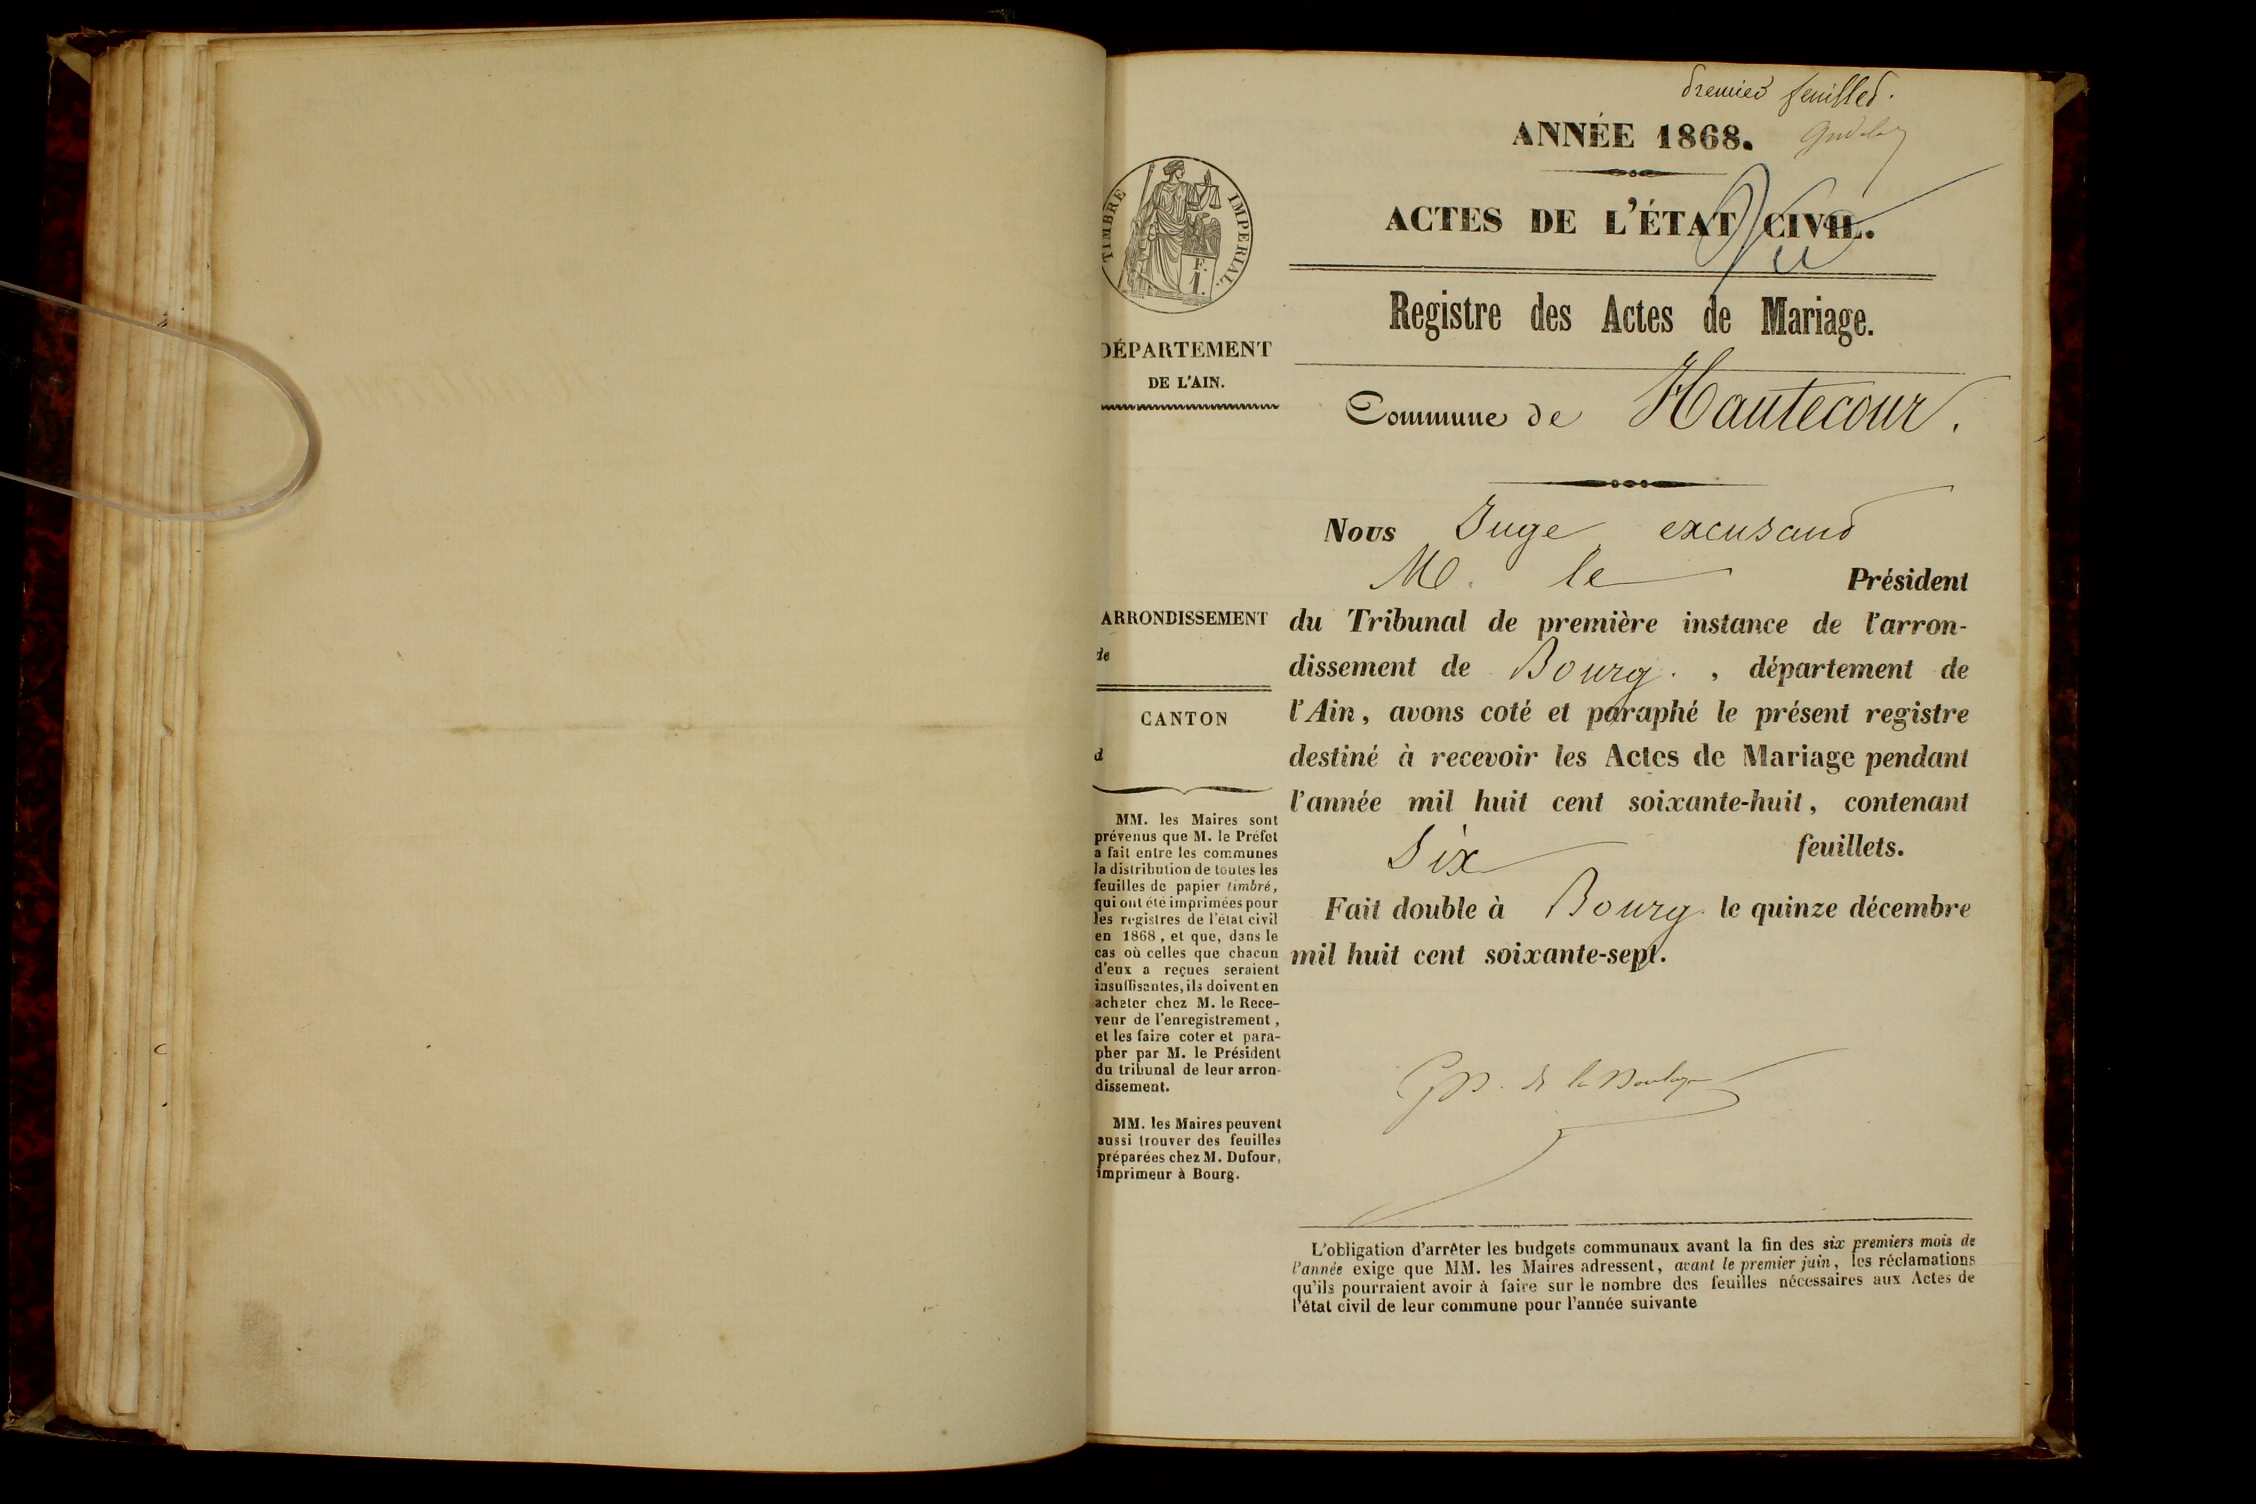 premier feuillet.
ANNÉE 1868.
Vu
ACTES DE L'ÉTAT CIVIL.
Registre des Actes de Mariage.
Commune de Hautecour.
TIMBRE IMPERIAL.
F.
1.
DÉPARTEMENT
DE L'AIN.
ARRONDISSEMENT
de
CANTON
d
MM. les Maires sont
prévenus que M. le Préfet
a fait entre les communes
la distribution de toutes les
feuilles de papier timbré,
qui ont été imprimées pour
les registres de l'état civil
en 1868, et que, dans le
cas où celles que chacun
d'eux a reçues seraient
insuffisantes, ils doivent en
acheter chez M. le Rece-
veur de l'enregistrement,
et les faire coter et para-
pher par M. le Président
du tribunal de leur arron-
dissement.
MM. les Maires peuvent
aussi trouver des feuilles
préparées chez M. Dufour,
imprimeur à Bourg.
Nous Juge excusant
M. le Président
du Tribunal de première instance de l'arron-
dissement de Bourg. , département de
l'Ain, avons coté et paraphé le présent registre
destiné à recevoir les Actes de Mariage pendant
l'année mil huit cent soixante-huit, contenant
Six feuillets.
Fait double à Bourg le quinze décembre
mil huit cent soixante-sept.
L'obligation d'arrêter les budgets communaux avant la fin des six premiers mois de
l'année exige que MM. les Maires adressent, avant le premier juin, les réclamations
qu'ils pourraient avoir à faire sur le nombre des feuilles nécessaires aux Actes de
l'état civil de leur commune pour l'année suivante